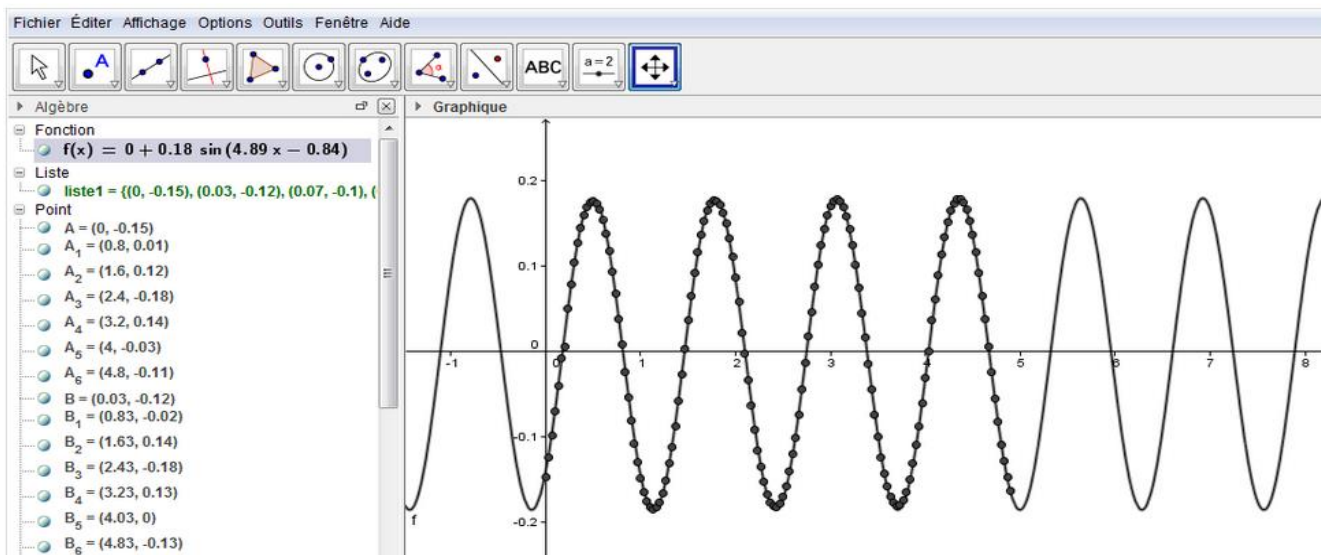 Fichier Éditer Affichage Options Outils Fenêtre Aide
A
α
ABC
a=2
Algèbre
Graphique
Fonction
f(x) = 0 + 0.18 sin(4.89 x − 0.84)
Liste
liste1 = {(0, -0.15), (0.03, -0.12), (0.07, -0.1), (
Point
A = (0, -0.15)
A₁ = (0.8, 0.01)
A₂ = (1.6, 0.12)
A₃ = (2.4, -0.18)
A₄ = (3.2, 0.14)
A₅ = (4, -0.03)
A₆ = (4.8, -0.11)
B = (0.03, -0.12)
B₁ = (0.83, -0.02)
B₂ = (1.63, 0.14)
B₃ = (2.43, -0.18)
B₄ = (3.23, 0.13)
B₅ = (4.03, 0)
B₆ = (4.83, -0.13)
0.2
0.1
0
-1 0 1 2 3 4 5 6 7 8
-0.1
-0.2
f